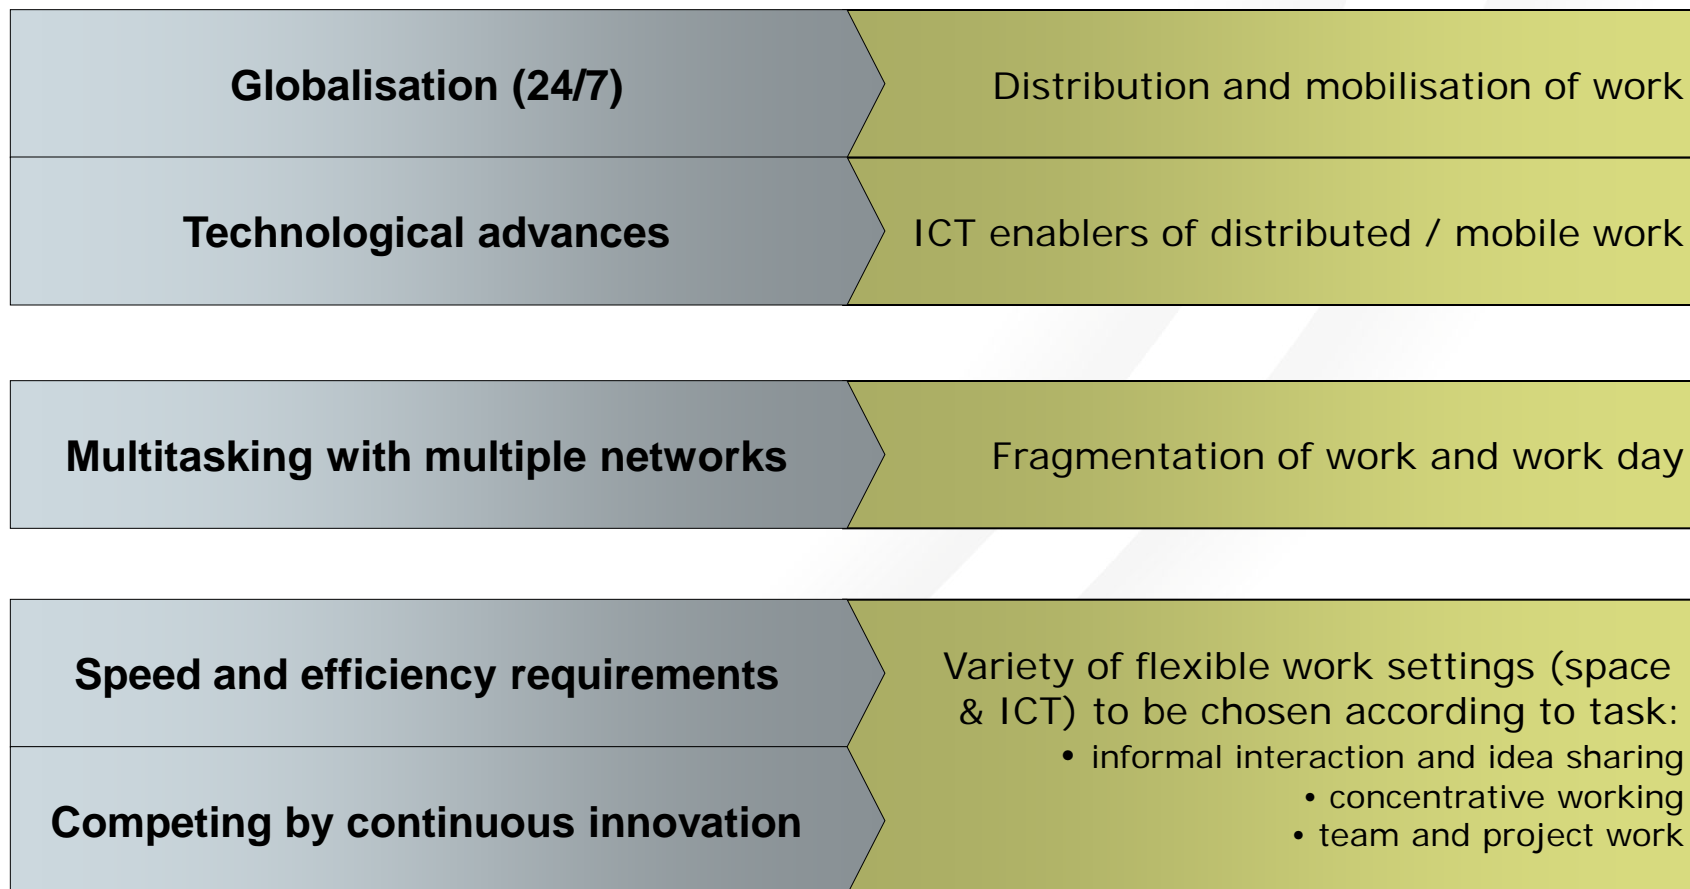 Globalisation (24/7)
Distribution and mobilisation of work
Technological advances
ICT enablers of distributed / mobile work
Multitasking with multiple networks
Fragmentation of work and work day
Speed and efficiency requirements
Competing by continuous innovation
Variety of flexible work settings (space
& ICT) to be chosen according to task:
• informal interaction and idea sharing
• concentrative working
• team and project work